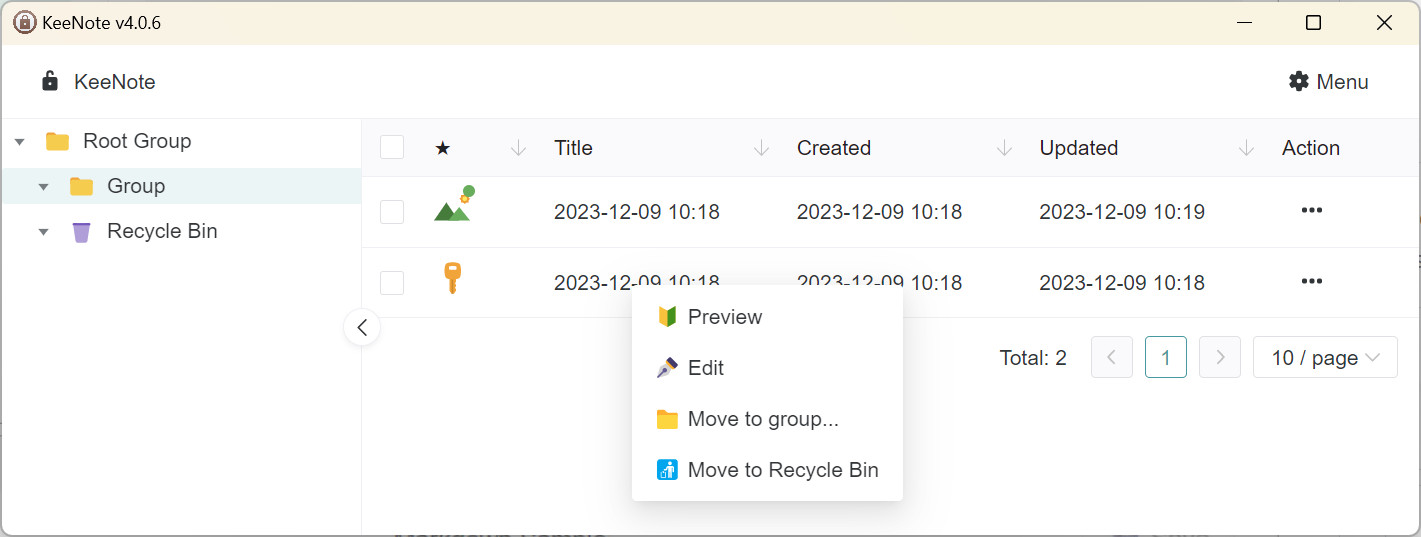 KeeNote v4.0.6
KeeNote
Menu
Root Group
Group
Recycle Bin
★ Title Created Updated Action
2023-12-09 10:18 2023-12-09 10:18 2023-12-09 10:19 •••
2023-12-09 10:18 2023-12-09 10:18 2023-12-09 10:18 •••
Preview
Edit
Move to group...
Move to Recycle Bin
Total: 2 1 10 / page